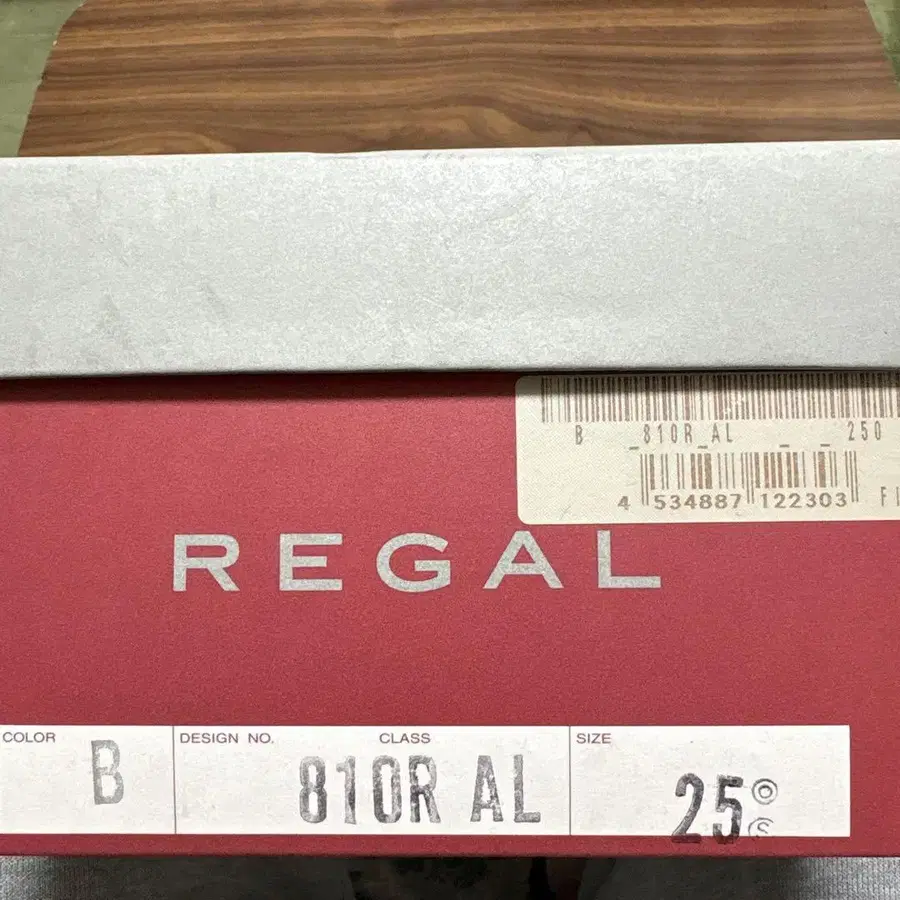 B _810R_AL _ _ 250
4 534887 122303
REGAL
COLOR DESIGN NO. CLASS SIZE
B 810R AL 25